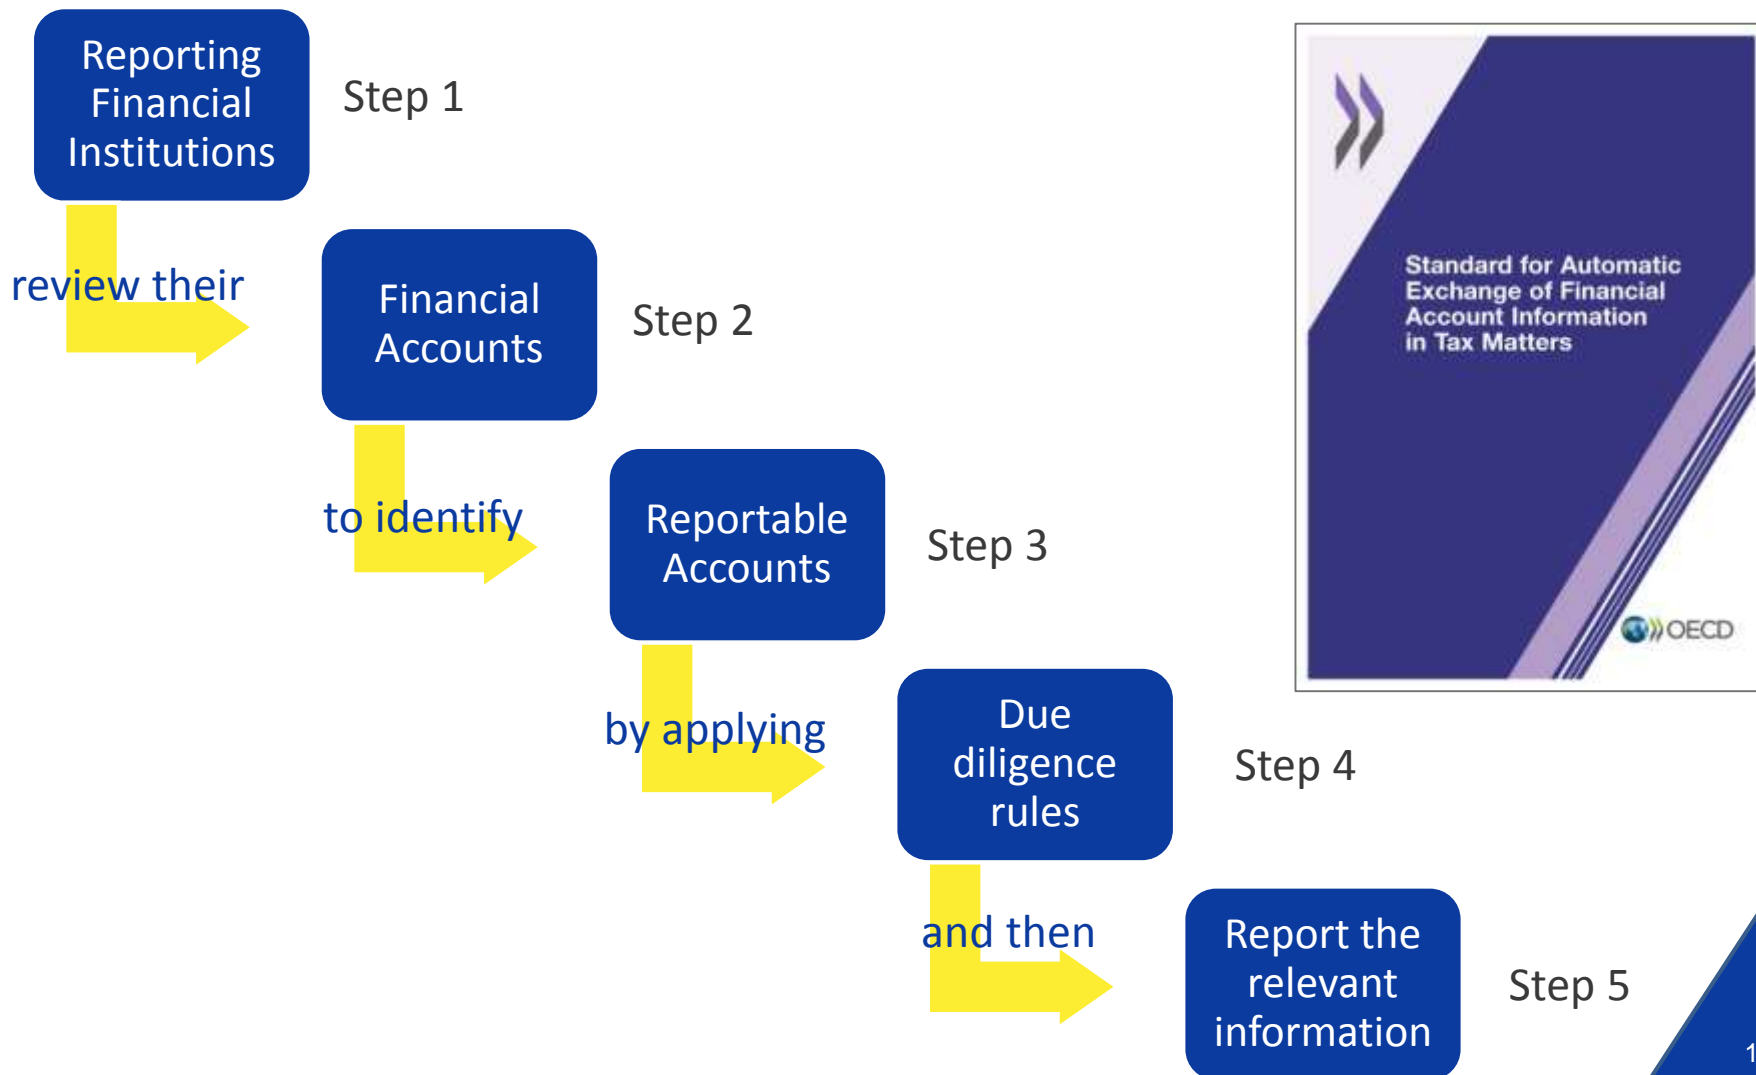 Reporting
Financial
Institutions
Step 1
review their
Financial
Accounts
Step 2
to identify
Reportable
Accounts
Step 3
by applying
Due
diligence
rules
Step 4
and then
Report the
relevant
information
Step 5
Standard for Automatic
Exchange of Financial
Account Information
in Tax Matters
OECD
1